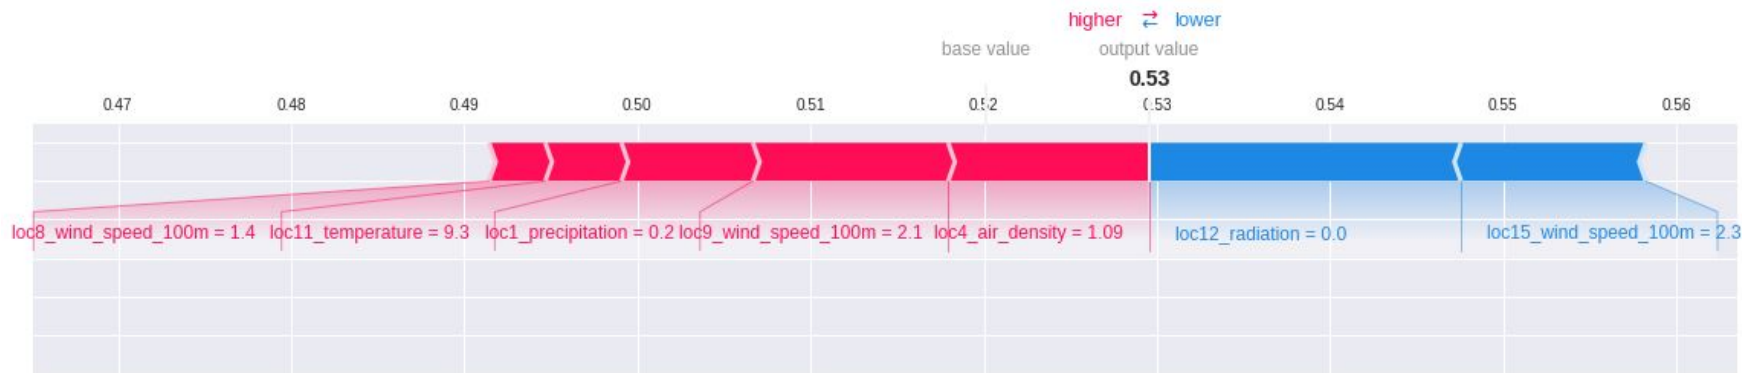 higher ⇄ lower
base value output value
0.53
0.47 0.48 0.49 0.50 0.51 0.52 0.53 0.54 0.55 0.56
loc8_wind_speed_100m = 1.4 loc11_temperature = 9.3 loc1_precipitation = 0.2 loc9_wind_speed_100m = 2.1 loc4_air_density = 1.09 loc12_radiation = 0.0 loc15_wind_speed_100m = 2.3